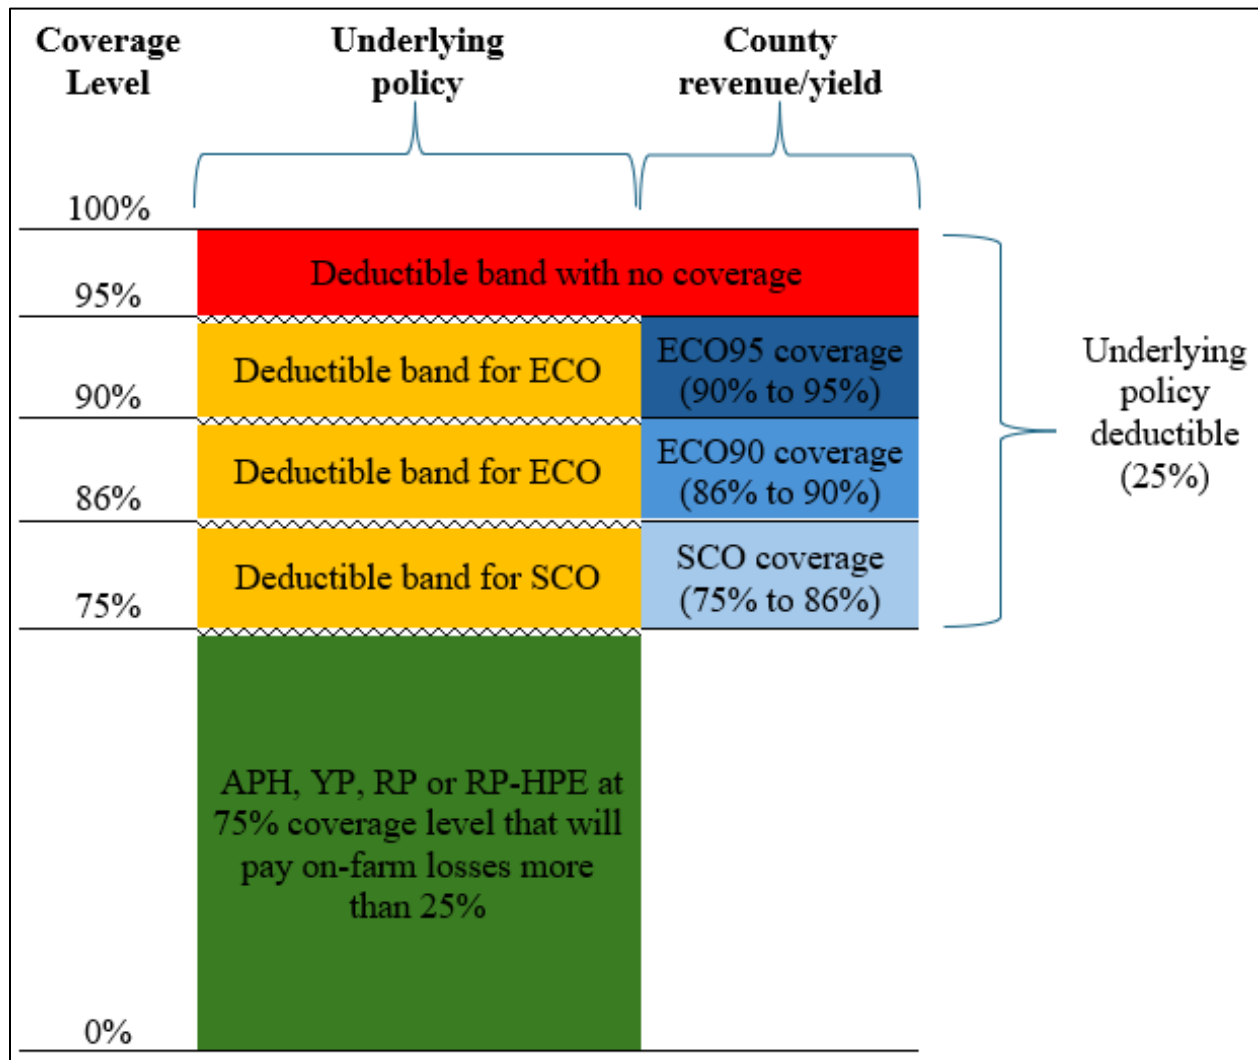 Coverage
Level
Underlying
policy
County
revenue/yield
100%
Deductible band with no coverage
95%
Deductible band for ECO
ECO95 coverage
(90% to 95%)
90%
Deductible band for ECO
ECO90 coverage
(86% to 90%)
86%
Deductible band for SCO
SCO coverage
(75% to 86%)
75%
Underlying
policy
deductible
(25%)
APH, YP, RP or RP-HPE at
75% coverage level that will
pay on-farm losses more
than 25%
0%